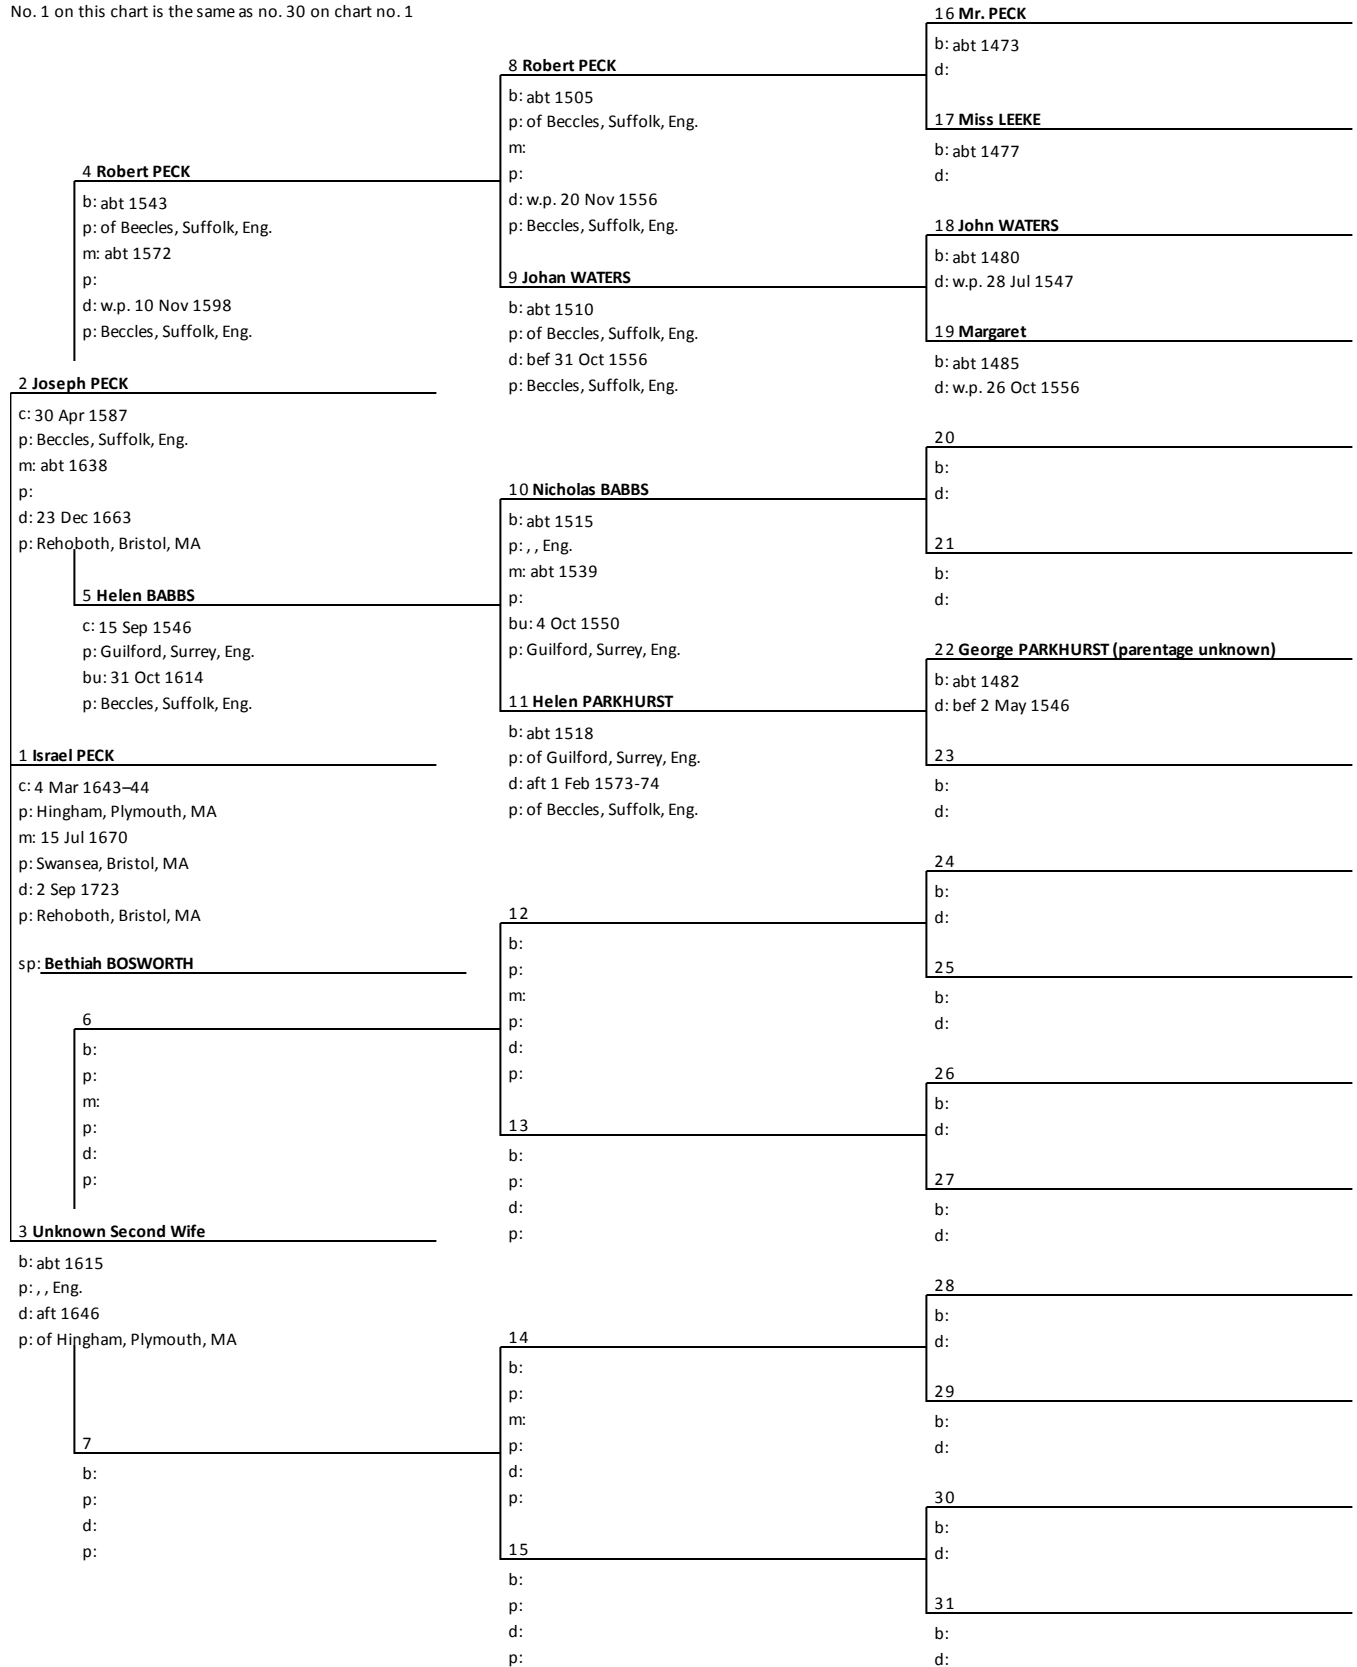 No. 1 on this chart is the same as no. 30 on chart no. 1
16 Mr. PECK
b: abt 1473
d:
8 Robert PECK
b: abt 1505
p: of Beccles, Suffolk, Eng.
m:
p:
d: w.p. 20 Nov 1556
p: Beccles, Suffolk, Eng.
17 Miss LEEKE
b: abt 1477
d:
4 Robert PECK
b: abt 1543
p: of Beecles, Suffolk, Eng.
m: abt 1572
p:
d: w.p. 10 Nov 1598
p: Beccles, Suffolk, Eng.
18 John WATERS
b: abt 1480
d: w.p. 28 Jul 1547
9 Johan WATERS
b: abt 1510
p: of Beccles, Suffolk, Eng.
d: bef 31 Oct 1556
p: Beccles, Suffolk, Eng.
19 Margaret
b: abt 1485
d: w.p. 26 Oct 1556
2 Joseph PECK
c: 30 Apr 1587
p: Beccles, Suffolk, Eng.
m: abt 1638
p:
d: 23 Dec 1663
p: Rehoboth, Bristol, MA
20
b:
d:
10 Nicholas BABBS
b: abt 1515
p: , , Eng.
m: abt 1539
p:
bu: 4 Oct 1550
p: Guilford, Surrey, Eng.
21
b:
d:
5 Helen BABBS
c: 15 Sep 1546
p: Guilford, Surrey, Eng.
bu: 31 Oct 1614
p: Beccles, Suffolk, Eng.
22 George PARKHURST (parentage unknown)
b: abt 1482
d: bef 2 May 1546
11 Helen PARKHURST
b: abt 1518
p: of Guilford, Surrey, Eng.
d: aft 1 Feb 1573-74
p: of Beccles, Suffolk, Eng.
23
b:
d:
1 Israel PECK
c: 4 Mar 1643–44
p: Hingham, Plymouth, MA
m: 15 Jul 1670
p: Swansea, Bristol, MA
d: 2 Sep 1723
p: Rehoboth, Bristol, MA
sp: Bethiah BOSWORTH
24
b:
d:
12
b:
p:
m:
p:
d:
p:
25
b:
d:
6
b:
p:
m:
p:
d:
p:
26
b:
d:
13
b:
p:
d:
p:
27
b:
d:
3 Unknown Second Wife
b: abt 1615
p: , , Eng.
d: aft 1646
p: of Hingham, Plymouth, MA
28
b:
d:
14
b:
p:
m:
p:
d:
p:
29
b:
d:
7
b:
p:
d:
p:
30
b:
d:
15
b:
p:
d:
p:
31
b:
d: